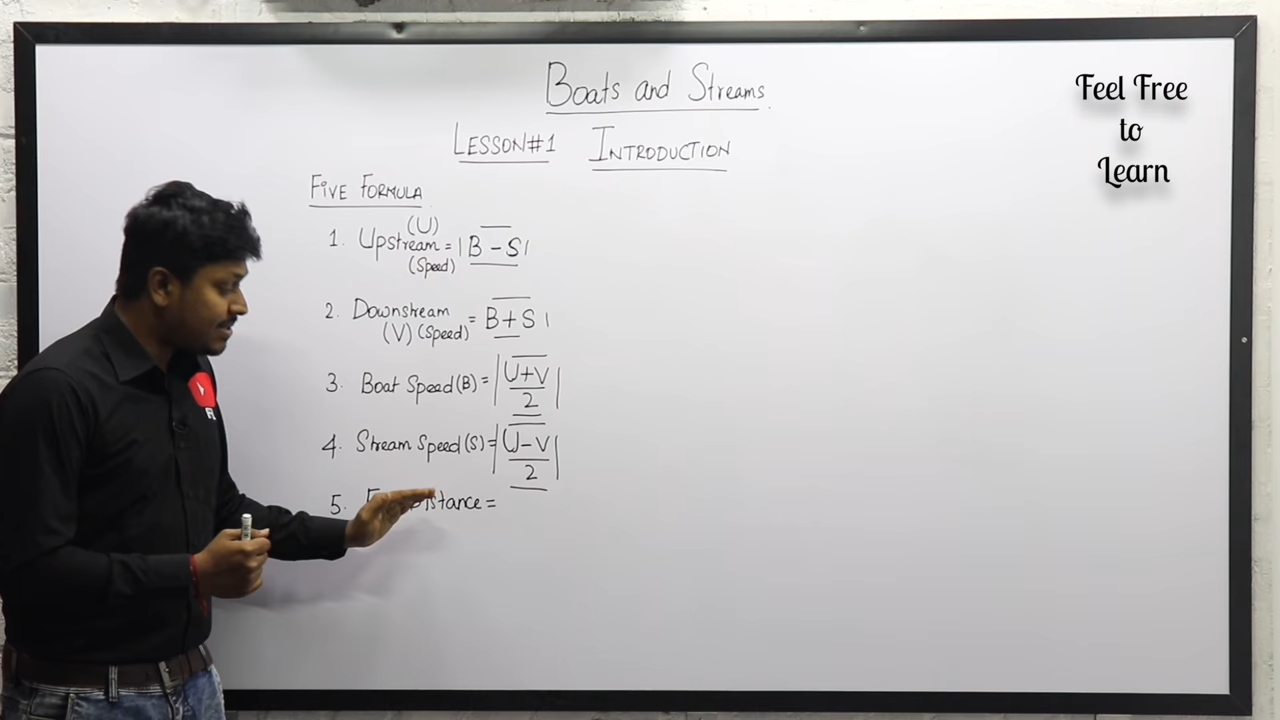 Boats and Streams.
LESSON#1 INTRODUCTION
FIVE FORMULA
(U)
1. Upstream = |B - S|
(Speed)
2. Downstream = B+S |
(V) (Speed)
3. Boat Speed(B) = |U+V/2|
4. Stream Speed(S) = |U-V/2|
5. Distance =
Feel Free
to
Learn